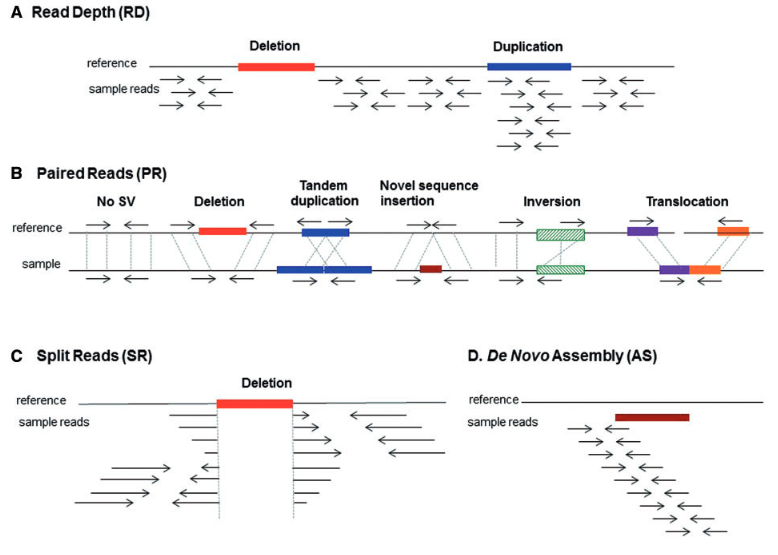 A Read Depth (RD)
Deletion Duplication
reference
sample reads
B Paired Reads (PR)
No SV Deletion Tandem duplication Novel sequence insertion Inversion Translocation
reference
sample
C Split Reads (SR)
Deletion
reference
sample reads
D. De Novo Assembly (AS)
reference
sample reads